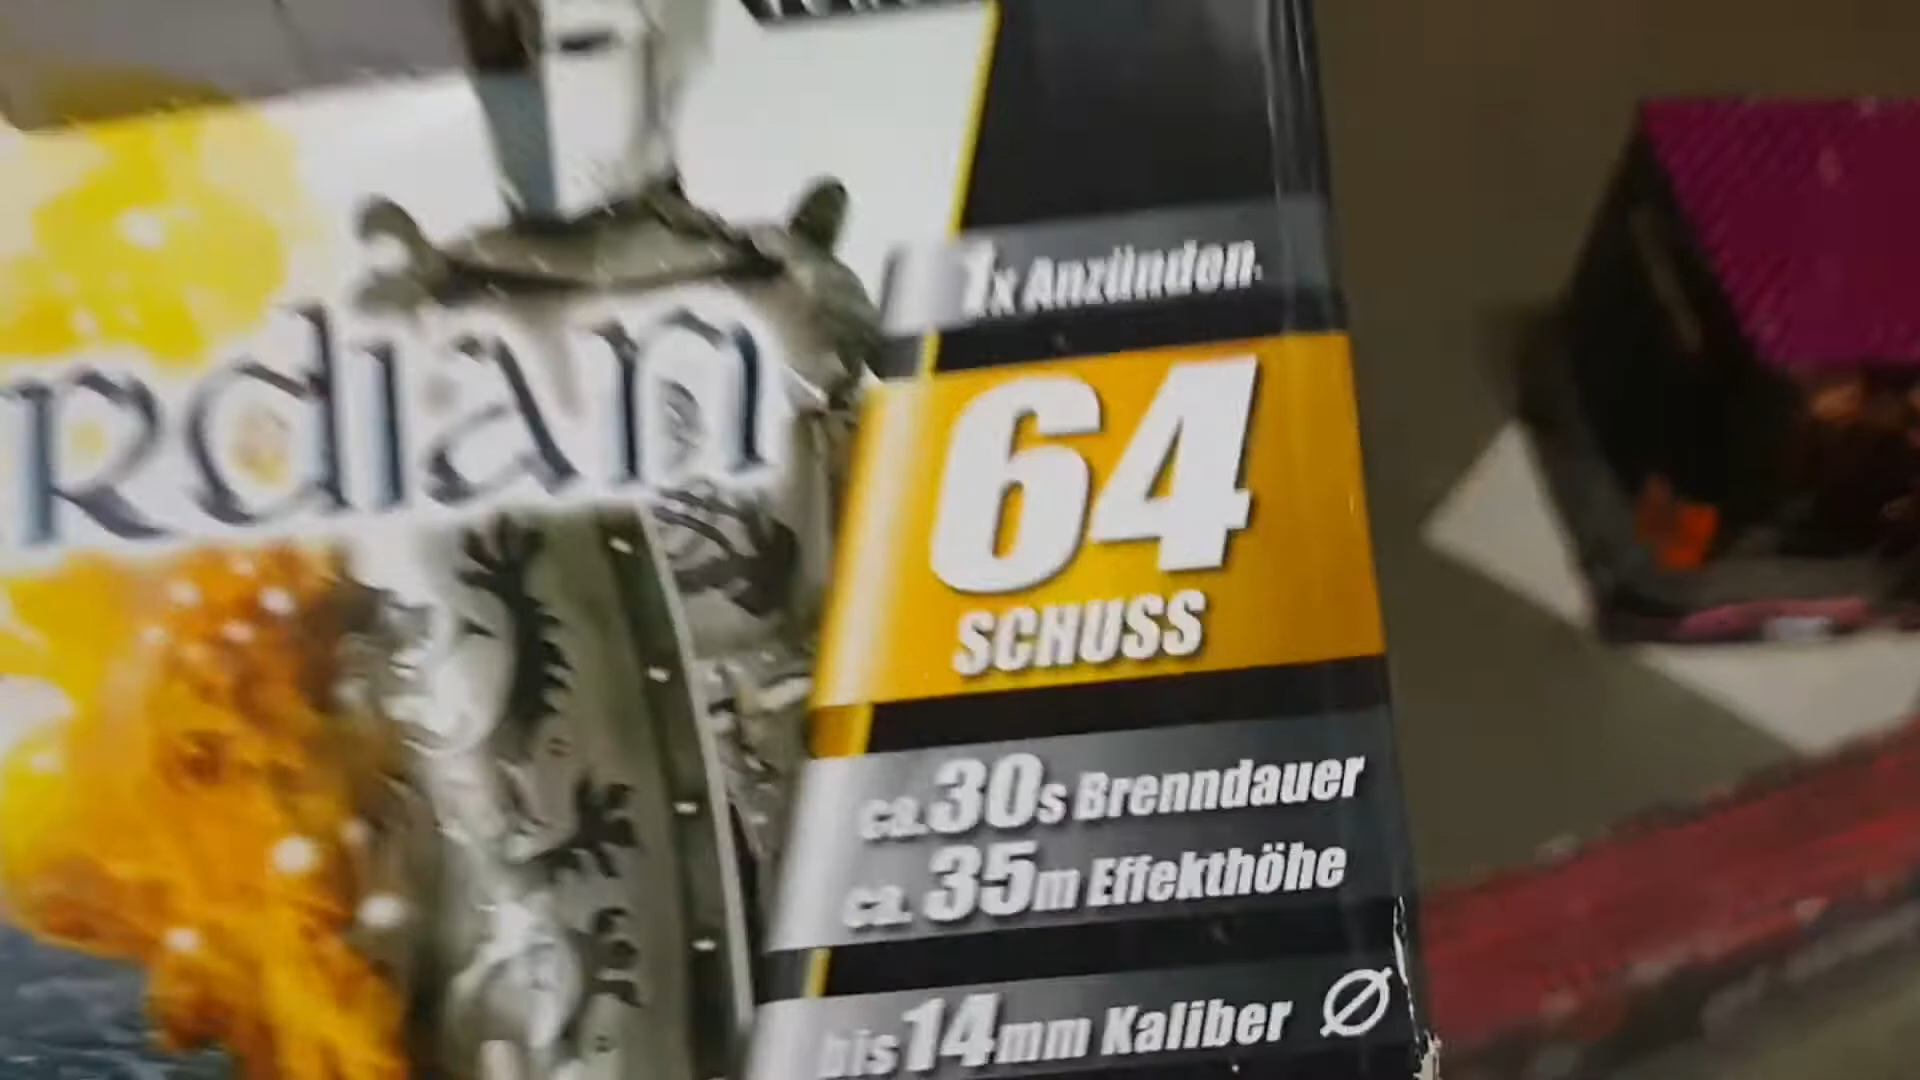 rdian
1x Anzünden
64
SCHUSS
ca. 30s Brenndauer
ca. 35m Effekthöhe
bis 14mm Kaliber Ø